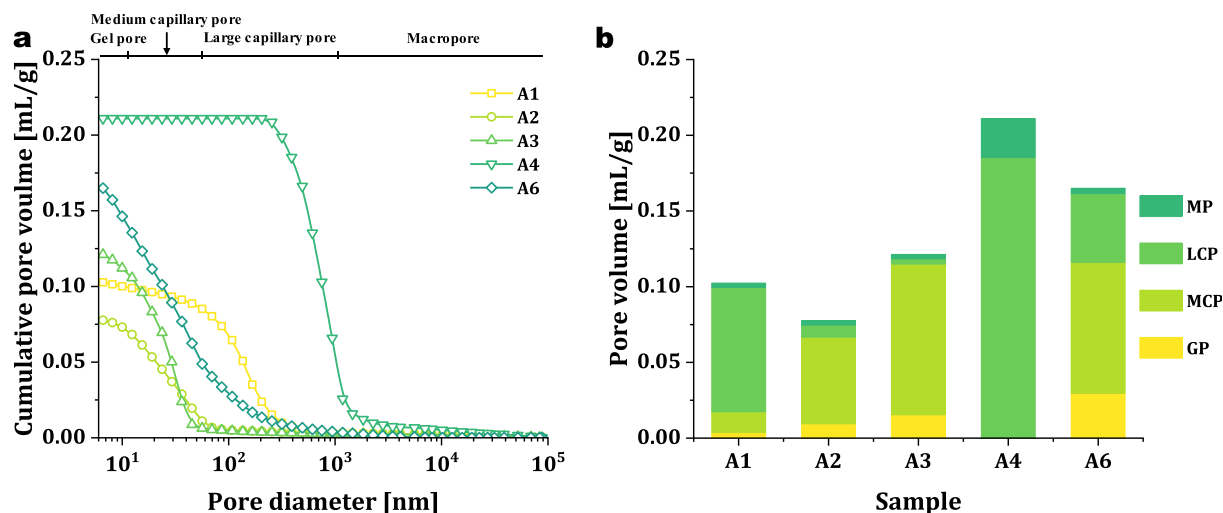 a
Medium capillary pore
Gel pore
Large capillary pore
Macropore
Cumulative pore voulme [mL/g]
0.25
0.20
0.15
0.10
0.05
0.00
A1
A2
A3
A4
A6
10¹
10²
10³
10⁴
10⁵
Pore diameter [nm]
b
Pore volume [mL/g]
0.25
0.20
0.15
0.10
0.05
0.00
MP
LCP
MCP
GP
A1
A2
A3
A4
A6
Sample